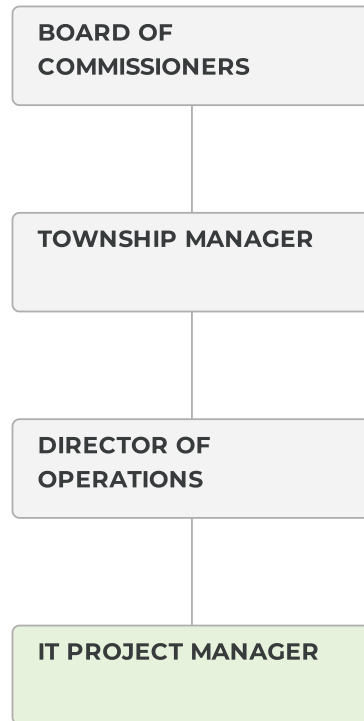 BOARD OF
COMMISSIONERS
TOWNSHIP MANAGER
DIRECTOR OF
OPERATIONS
IT PROJECT MANAGER